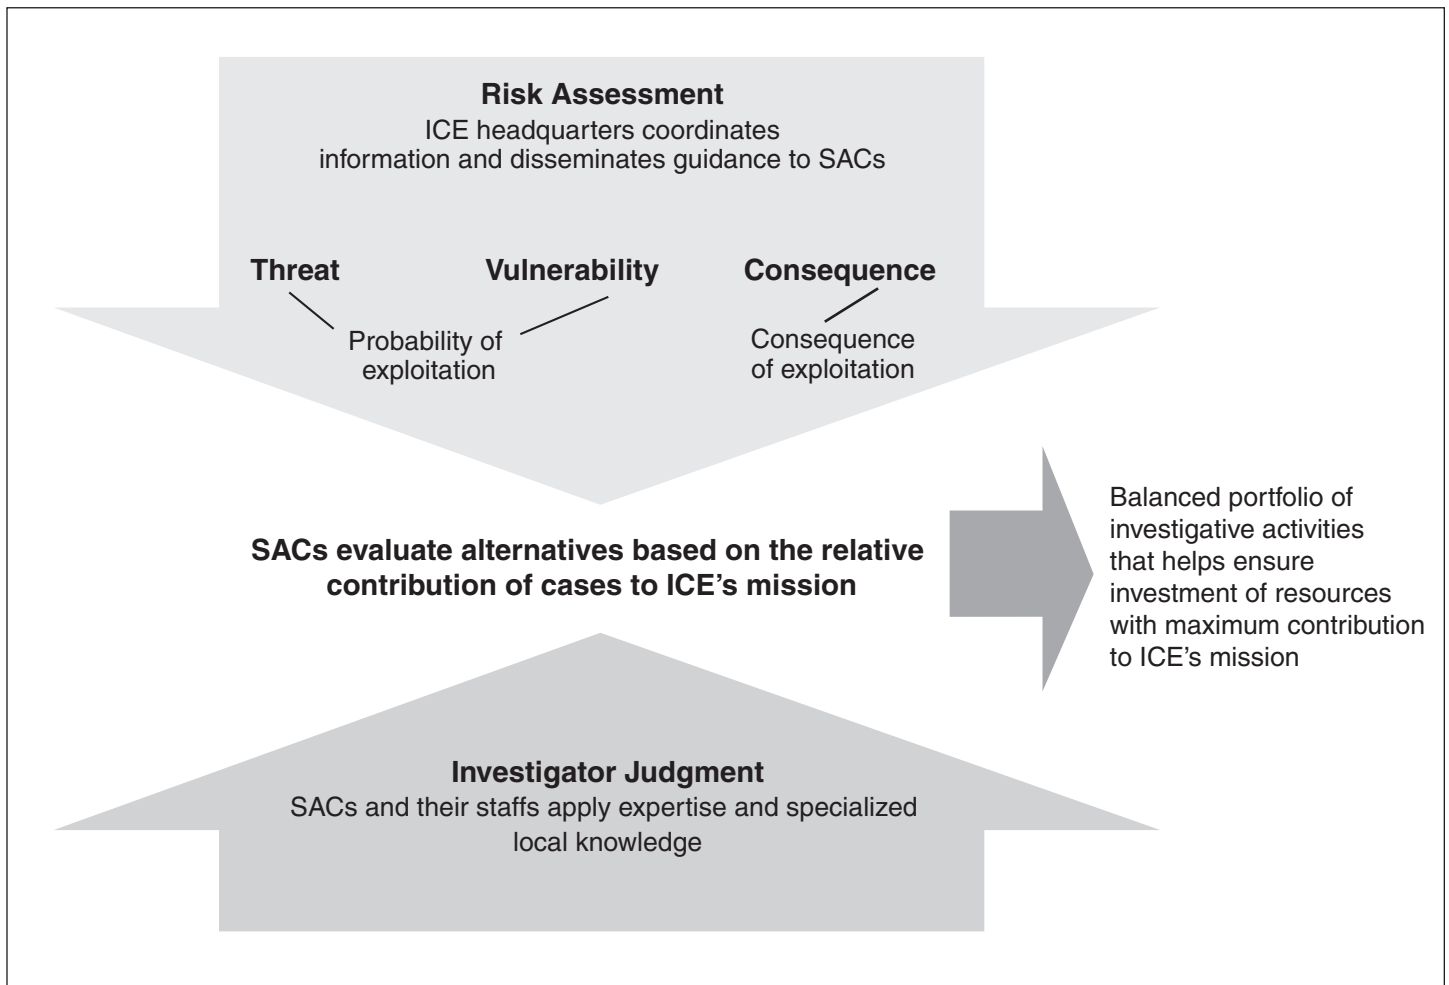 Risk Assessment
ICE headquarters coordinates
information and disseminates guidance to SACs
Threat
Vulnerability
Consequence
Probability of
exploitation
Consequence
of exploitation
SACs evaluate alternatives based on the relative
contribution of cases to ICE's mission
Balanced portfolio of
investigative activities
that helps ensure
investment of resources
with maximum contribution
to ICE's mission
Investigator Judgment
SACs and their staffs apply expertise and specialized
local knowledge